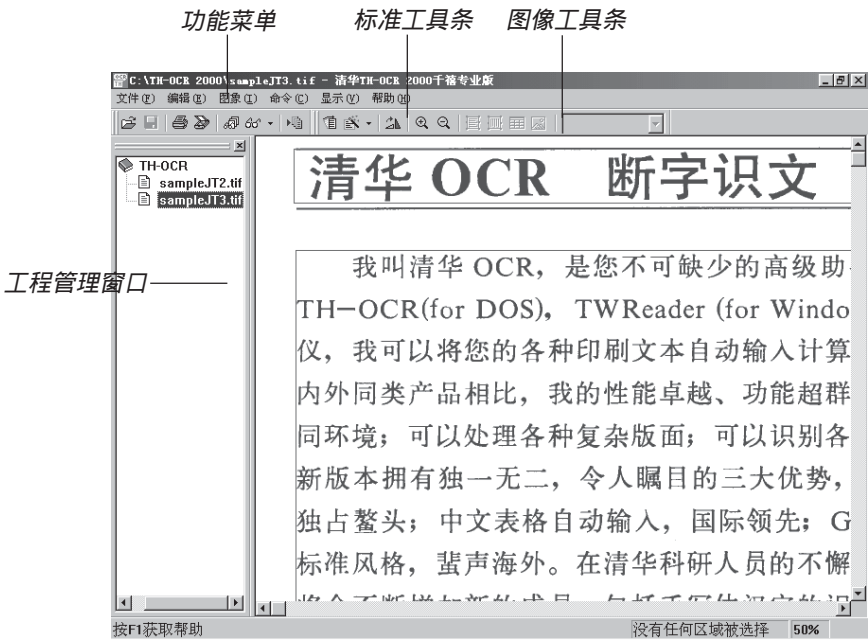 功能菜单 标准工具条 图像工具条
C:\TH-OCR 2000\sampleJT3.tif - 清华TH-OCR 2000千禧专业版
文件(F) 编辑(E) 图象(I) 命令(C) 显示(V) 帮助(H)
TH-OCR
sampleJT2.tif
sampleJT3.tif
工程管理窗口
清华 OCR 断字识文
我叫清华 OCR，是您不可缺少的高级助
TH-OCR(for DOS)，TWReader (for Windo
仪，我可以将您的各种印刷文本自动输入计算
内外同类产品相比，我的性能卓越、功能超群
同环境；可以处理各种复杂版面；可以识别各
新版本拥有独一无二，令人瞩目的三大优势，
独占鳌头；中文表格自动输入，国际领先；G
标准风格，蜚声海外。在清华科研人员的不懈
按F1获取帮助
没有任何区域被选择 50%